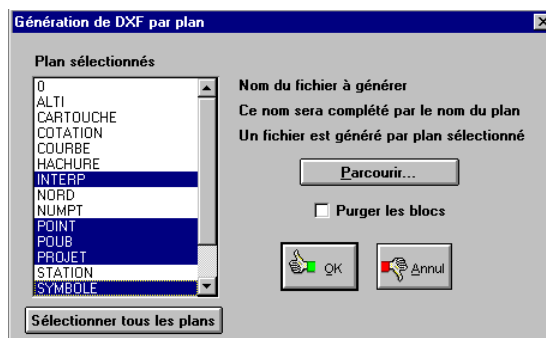 Génération de DXF par plan
Plan sélectionnés
0
ALTI
CARTOUCHE
COTATION
COURBE
HACHURE
INTERP
NORD
NUMPT
POINT
POUB
PROJET
STATION
SYMBOLE
Sélectionner tous les plans
Nom du fichier à générer
Ce nom sera complété par le nom du plan
Un fichier est généré par plan sélectionné
Parcourir...
Purger les blocs
OK
Annul